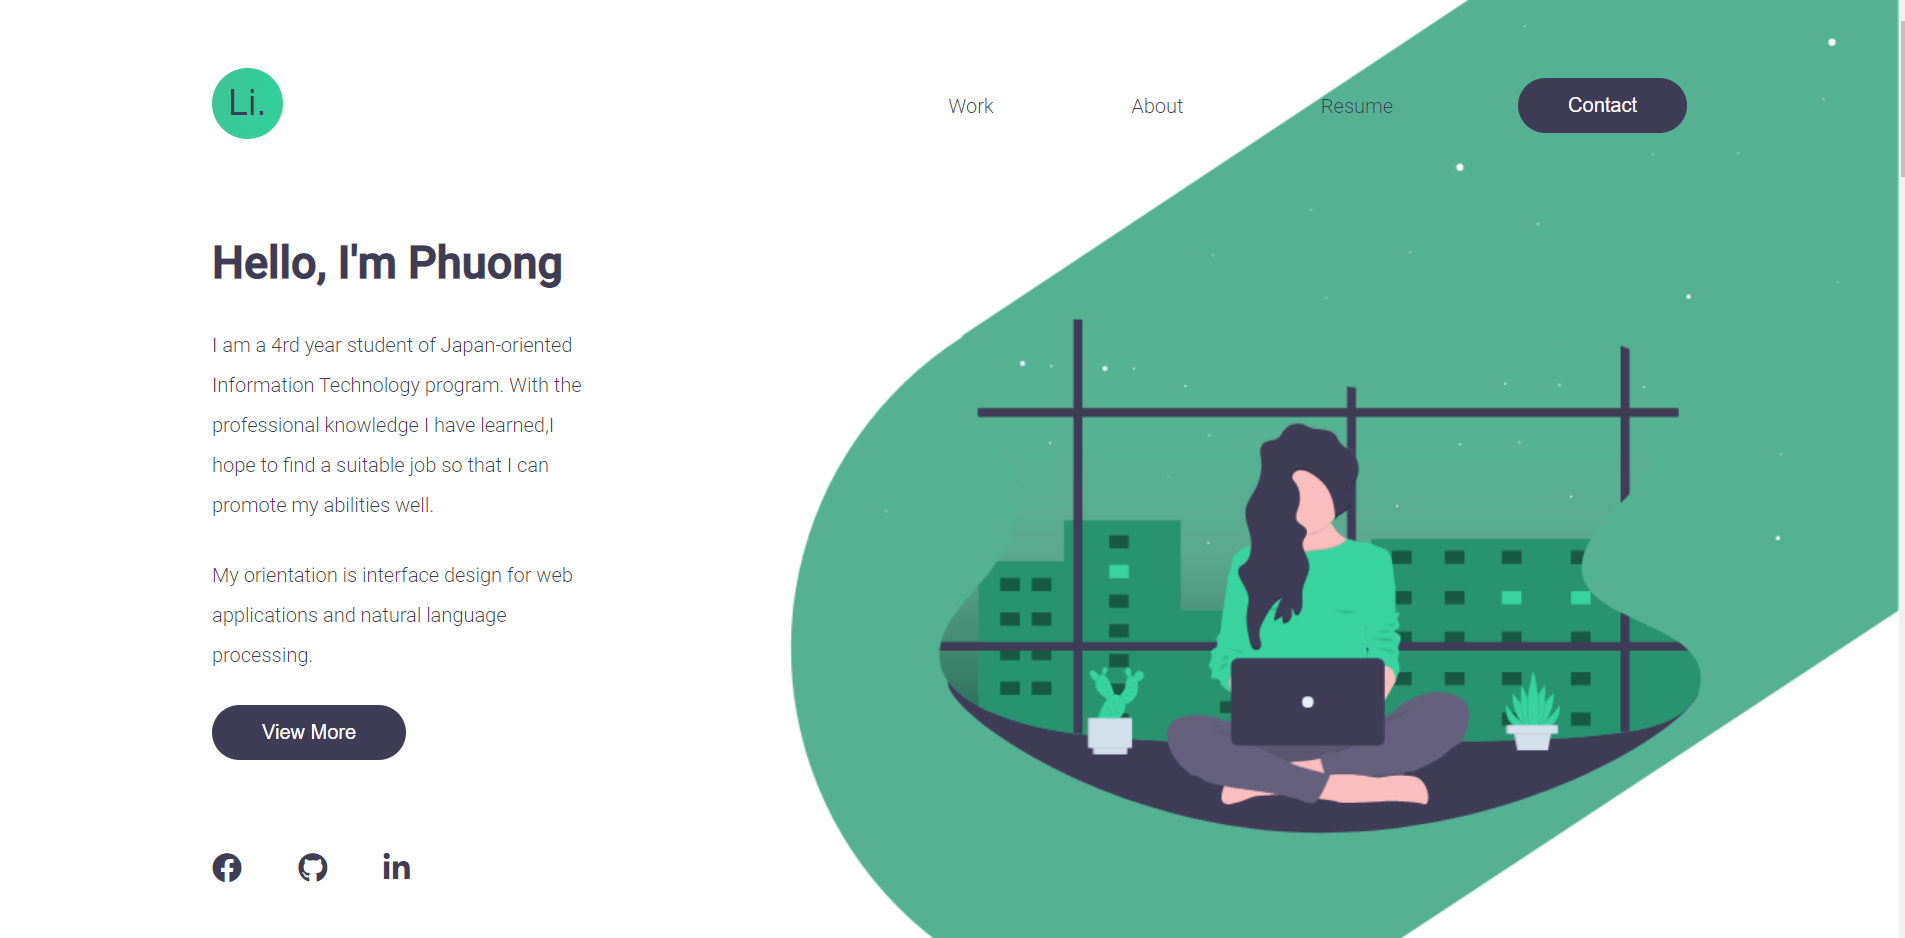 Li.
Work
About
Resume
Contact
Hello, I'm Phuong
I am a 4rd year student of Japan-oriented
Information Technology program. With the
professional knowledge I have learned,I
hope to find a suitable job so that I can
promote my abilities well.
My orientation is interface design for web
applications and natural language
processing.
View More